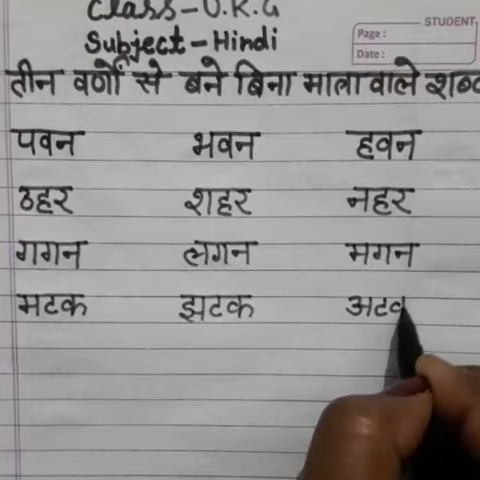 Class-U.K.G
Subject-Hindi
STUDENT
Page :
Date :
तीन वर्णों से बने बिना मात्रा वाले शब्द
पवन भवन हवन
ठहर शहर नहर
गगन लगन मगन
मटक झटक अटव